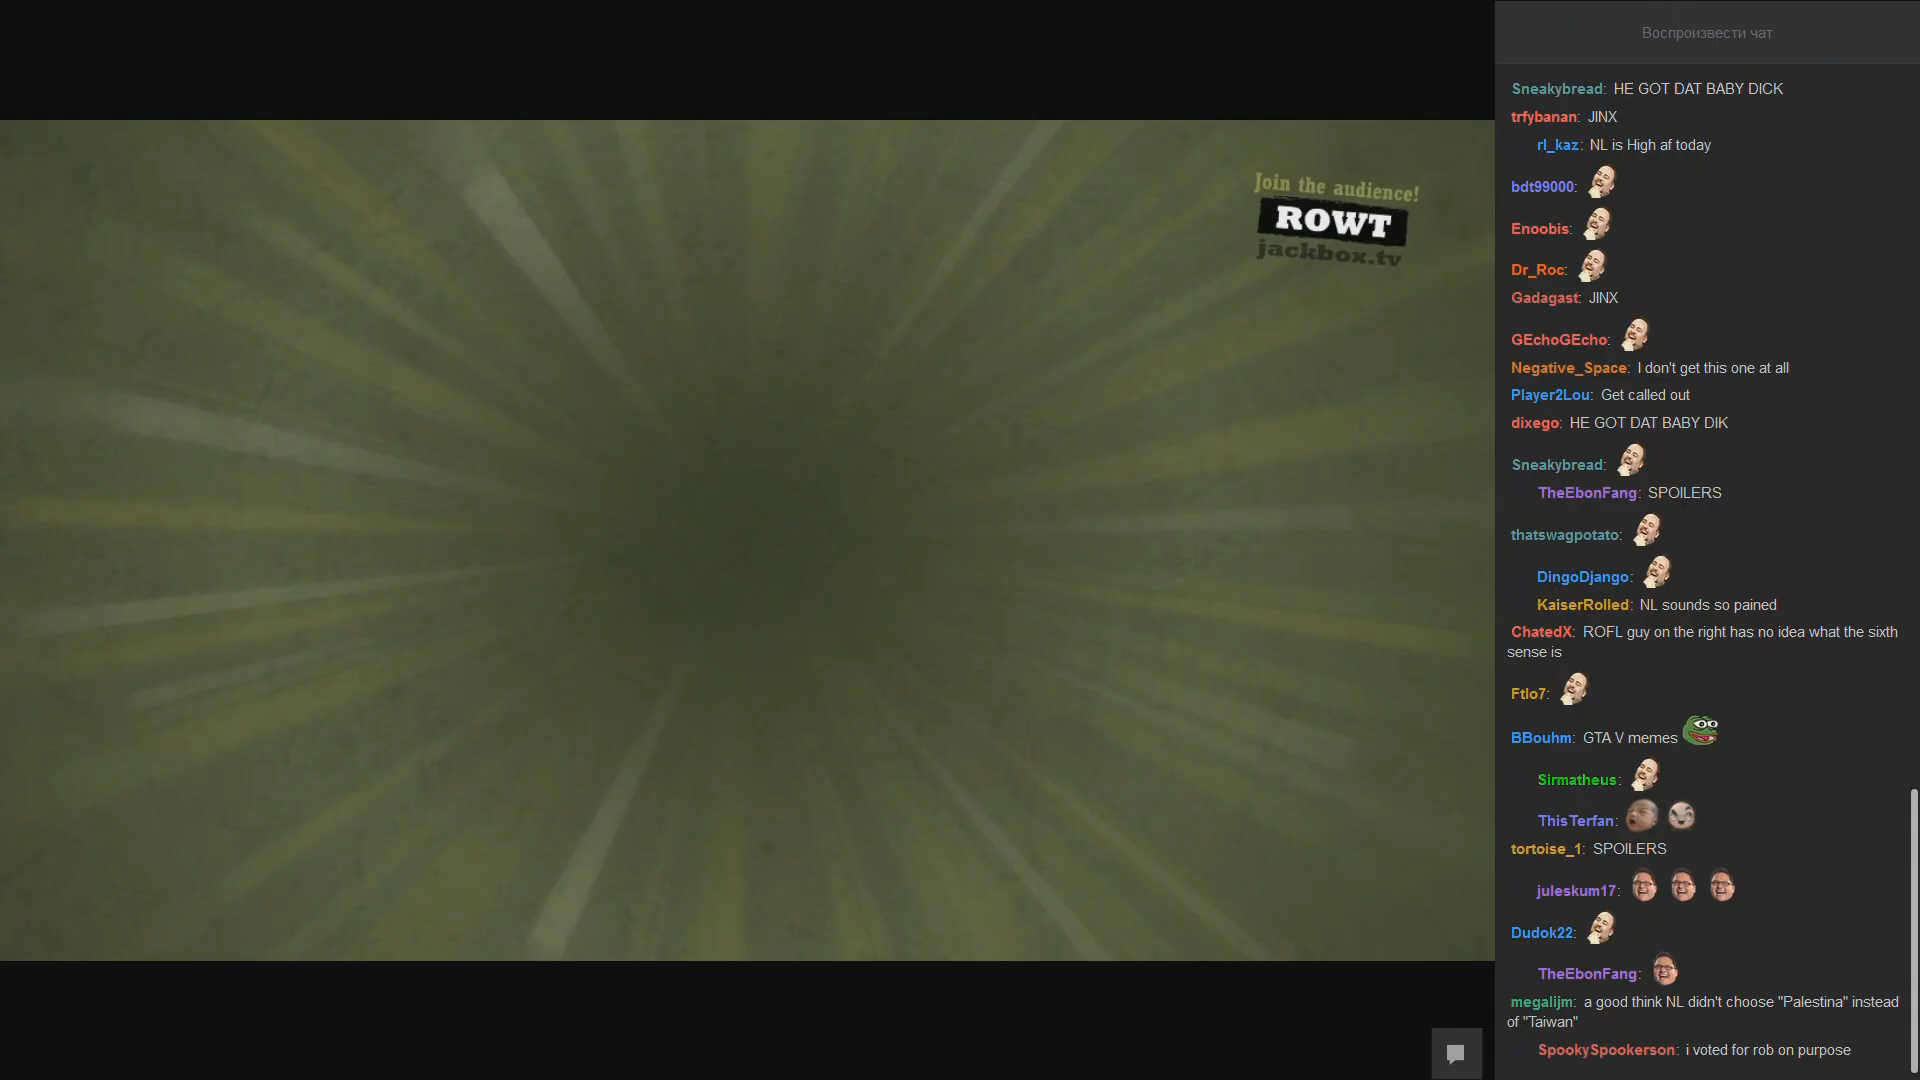 Join the audience!
ROWT
jackbox.tv
Воспроизвести чат
Sneakybread: HE GOT DAT BABY DICK
trfybanan: JINX
rl_kaz: NL is High af today
bdt99000:
Enoobis:
Dr_Roc:
Gadagast: JINX
GEchoGEcho:
Negative_Space: I don't get this one at all
Player2Lou: Get called out
dixego: HE GOT DAT BABY DIK
Sneakybread:
TheEbonFang: SPOILERS
thatswagpotato:
DingoDjango:
KaiserRolled: NL sounds so pained
ChatedX: ROFL guy on the right has no idea what the sixth
sense is
Ftlo7:
BBouhm: GTA V memes
Sirmatheus:
ThisTerfan:
tortoise_1: SPOILERS
juleskum17:
Dudok22:
TheEbonFang:
megalijm: a good think NL didn't choose "Palestina" instead
of "Taiwan"
SpookySpookerson: i voted for rob on purpose